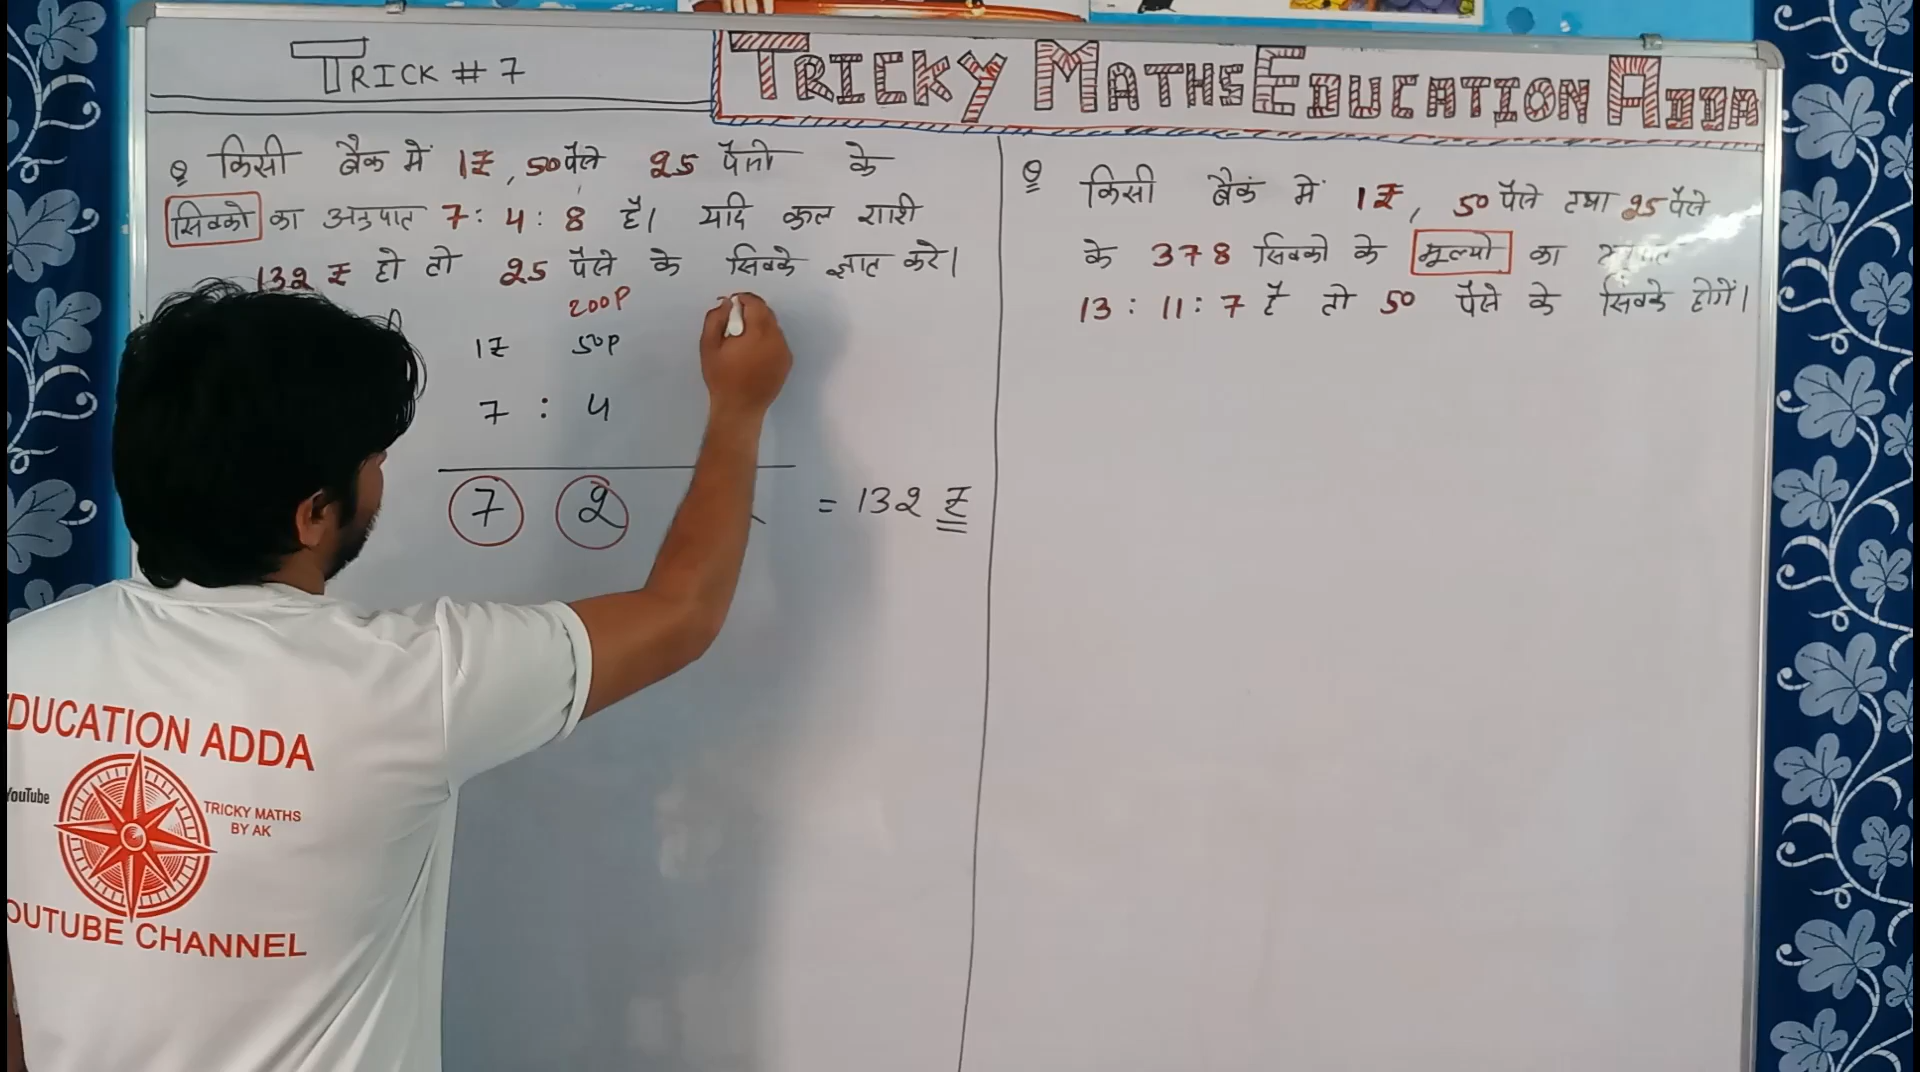 TRICK # 7
TRICKY MATHS EDUCATION ADDA
Q किसी बैंक में 1₹, 50पैसे 25 पैसो के
सिक्को का अनुपात 7 : 4 : 8 है। यदि कुल राशी
132 ₹ हो तो 25 पैसे के सिक्के ज्ञात करे।
200P
1₹ 50P
7 : 4
7 2 = 132 ₹
Q किसी बैंक में 1₹, 50 पैसे तथा 25 पैसे
के 378 सिक्को के मूल्यो का
13 : 11 : 7 है तो 50 पैसे के सिक्के होगें।
EDUCATION ADDA
YouTube
TRICKY MATHS
BY AK
YOUTUBE CHANNEL